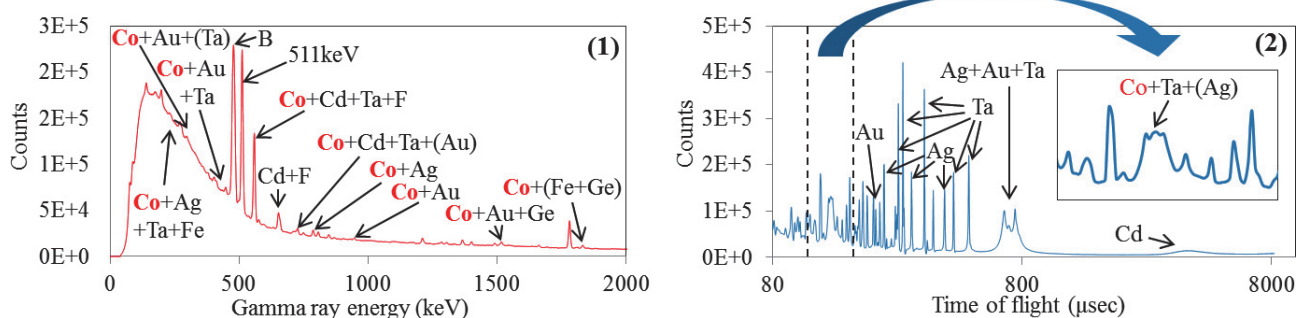 (1)
3E+5
2E+5
2E+5
1E+5
5E+4
0E+0
Counts
Co+Au+(Ta)
Co+Au
+Ta
B
511keV
Co+Cd+Ta+F
Co+Cd+Ta+(Au)
Co+Ag
Co+Au
Cd+F
Co+Ag
+Ta+Fe
Co+Au+Ge
Co+(Fe+Ge)
0
500
1000
1500
2000
Gamma ray energy (keV)
(2)
5E+5
4E+5
3E+5
2E+5
1E+5
0E+0
Counts
Au
Ag+Au+Ta
Ta
Ag
Co+Ta+(Ag)
Cd
80
800
8000
Time of flight (μsec)